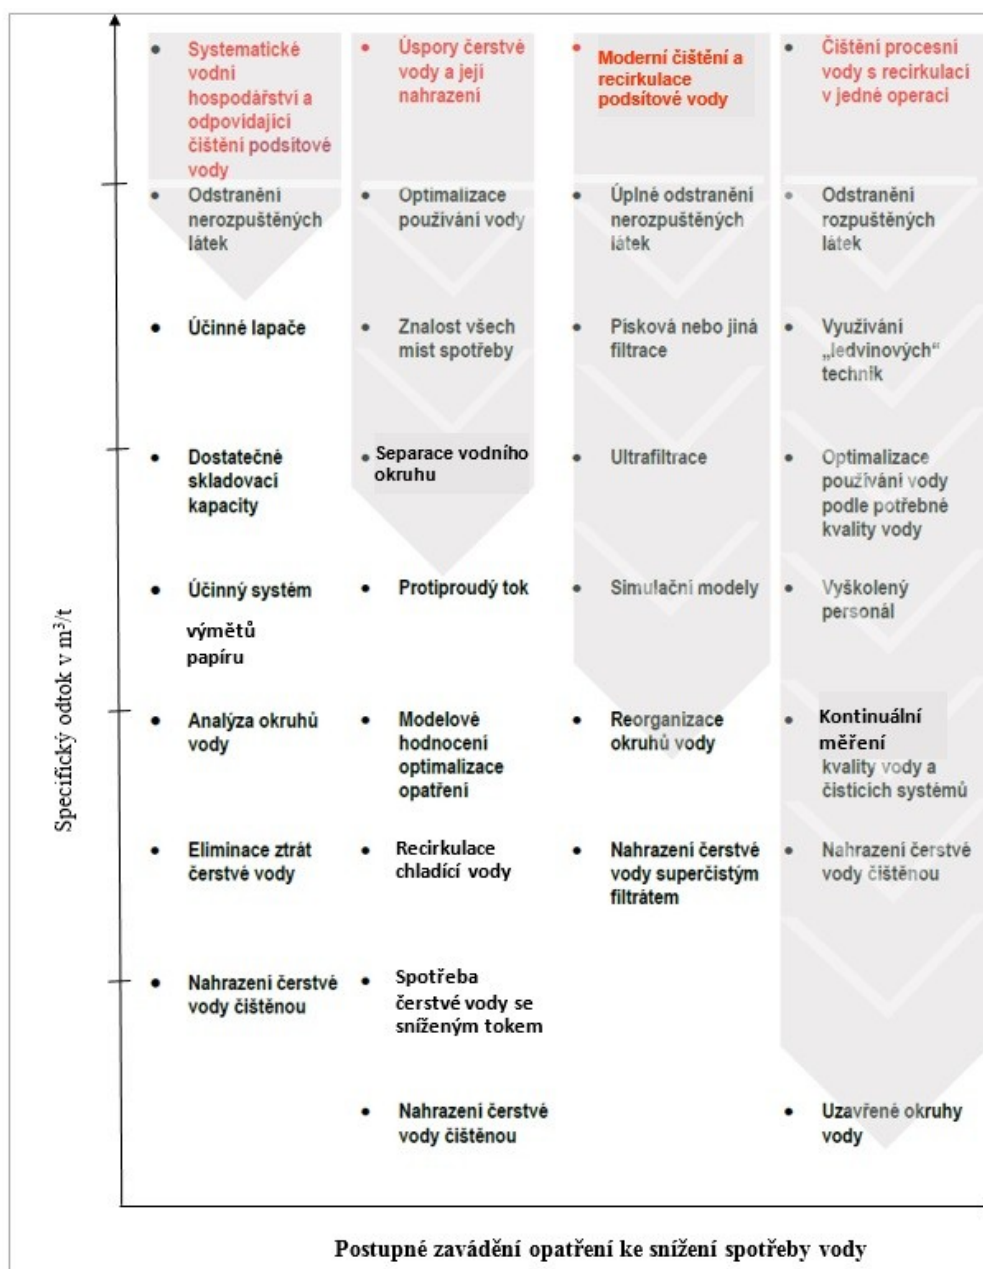 Systematické
vodní
hospodářství a
odpovídající
čištění podsítové
vody
Odstranění
nerozpuštěných
látek
Účinné lapače
Dostatečné
skladovací
kapacity
Účinný systém
výmětů
papíru
Analýza okruhů
vody
Eliminace ztrát
čerstvé vody
Nahrazení čerstvé
vody čištěnou
Úspory čerstvé
vody a její
nahrazení
Optimalizace
používání vody
Znalost všech
míst spotřeby
Separace vodního
okruhu
Protiproudý tok
Modelové
hodnocení
optimalizace
opatření
Recirkulace
chladící vody
Spotřeba
čerstvé vody se
sníženým tokem
Nahrazení čerstvé
vody čištěnou
Moderní čištění a
recirkulace
podsítové vody
Úplné odstranění
nerozpuštěných
látek
Písková nebo jiná
filtrace
Ultrafiltrace
Simulační modely
Reorganizace
okruhů vody
Nahrazení čerstvé
vody superčistým
filtrátem
Čištění procesní
vody s recirkulací
v jedné operaci
Odstranění
rozpuštěných
látek
Využívání
„ledvinových“
technik
Optimalizace
používání vody
podle potřebné
kvality vody
Vyškolený
personál
Kontinuální
měření
kvality vody a
čisticích systémů
Nahrazení čerstvé
vody čištěnou
Uzavřené okruhy
vody
Specifický odtok v m³/t
Postupné zavádění opatření ke snížení spotřeby vody